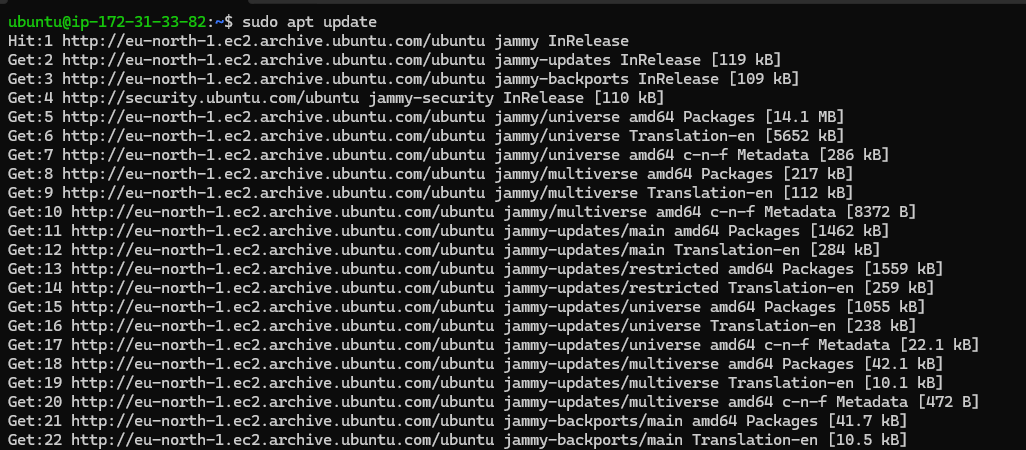 ubuntu@ip-172-31-33-82:~$ sudo apt update
Hit:1 http://eu-north-1.ec2.archive.ubuntu.com/ubuntu jammy InRelease
Get:2 http://eu-north-1.ec2.archive.ubuntu.com/ubuntu jammy-updates InRelease [119 kB]
Get:3 http://eu-north-1.ec2.archive.ubuntu.com/ubuntu jammy-backports InRelease [109 kB]
Get:4 http://security.ubuntu.com/ubuntu jammy-security InRelease [110 kB]
Get:5 http://eu-north-1.ec2.archive.ubuntu.com/ubuntu jammy/universe amd64 Packages [14.1 MB]
Get:6 http://eu-north-1.ec2.archive.ubuntu.com/ubuntu jammy/universe Translation-en [5652 kB]
Get:7 http://eu-north-1.ec2.archive.ubuntu.com/ubuntu jammy/universe amd64 c-n-f Metadata [286 kB]
Get:8 http://eu-north-1.ec2.archive.ubuntu.com/ubuntu jammy/multiverse amd64 Packages [217 kB]
Get:9 http://eu-north-1.ec2.archive.ubuntu.com/ubuntu jammy/multiverse Translation-en [112 kB]
Get:10 http://eu-north-1.ec2.archive.ubuntu.com/ubuntu jammy/multiverse amd64 c-n-f Metadata [8372 B]
Get:11 http://eu-north-1.ec2.archive.ubuntu.com/ubuntu jammy-updates/main amd64 Packages [1462 kB]
Get:12 http://eu-north-1.ec2.archive.ubuntu.com/ubuntu jammy-updates/main Translation-en [284 kB]
Get:13 http://eu-north-1.ec2.archive.ubuntu.com/ubuntu jammy-updates/restricted amd64 Packages [1559 kB]
Get:14 http://eu-north-1.ec2.archive.ubuntu.com/ubuntu jammy-updates/restricted Translation-en [259 kB]
Get:15 http://eu-north-1.ec2.archive.ubuntu.com/ubuntu jammy-updates/universe amd64 Packages [1055 kB]
Get:16 http://eu-north-1.ec2.archive.ubuntu.com/ubuntu jammy-updates/universe Translation-en [238 kB]
Get:17 http://eu-north-1.ec2.archive.ubuntu.com/ubuntu jammy-updates/universe amd64 c-n-f Metadata [22.1 kB]
Get:18 http://eu-north-1.ec2.archive.ubuntu.com/ubuntu jammy-updates/multiverse amd64 Packages [42.1 kB]
Get:19 http://eu-north-1.ec2.archive.ubuntu.com/ubuntu jammy-updates/multiverse Translation-en [10.1 kB]
Get:20 http://eu-north-1.ec2.archive.ubuntu.com/ubuntu jammy-updates/multiverse amd64 c-n-f Metadata [472 B]
Get:21 http://eu-north-1.ec2.archive.ubuntu.com/ubuntu jammy-backports/main amd64 Packages [41.7 kB]
Get:22 http://eu-north-1.ec2.archive.ubuntu.com/ubuntu jammy-backports/main Translation-en [10.5 kB]